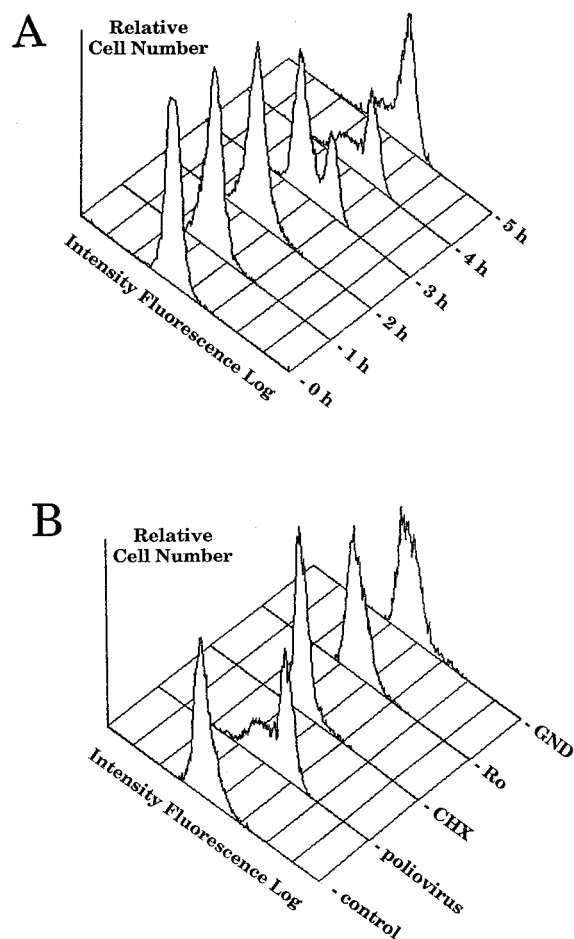 A
Relative
Cell Number
Intensity Fluorescence Log
- 0 h
- 1 h
- 2 h
- 3 h
- 4 h
- 5 h
B
Relative
Cell Number
Intensity Fluorescence Log
- control
- poliovirus
- CHX
- Ro
- GND